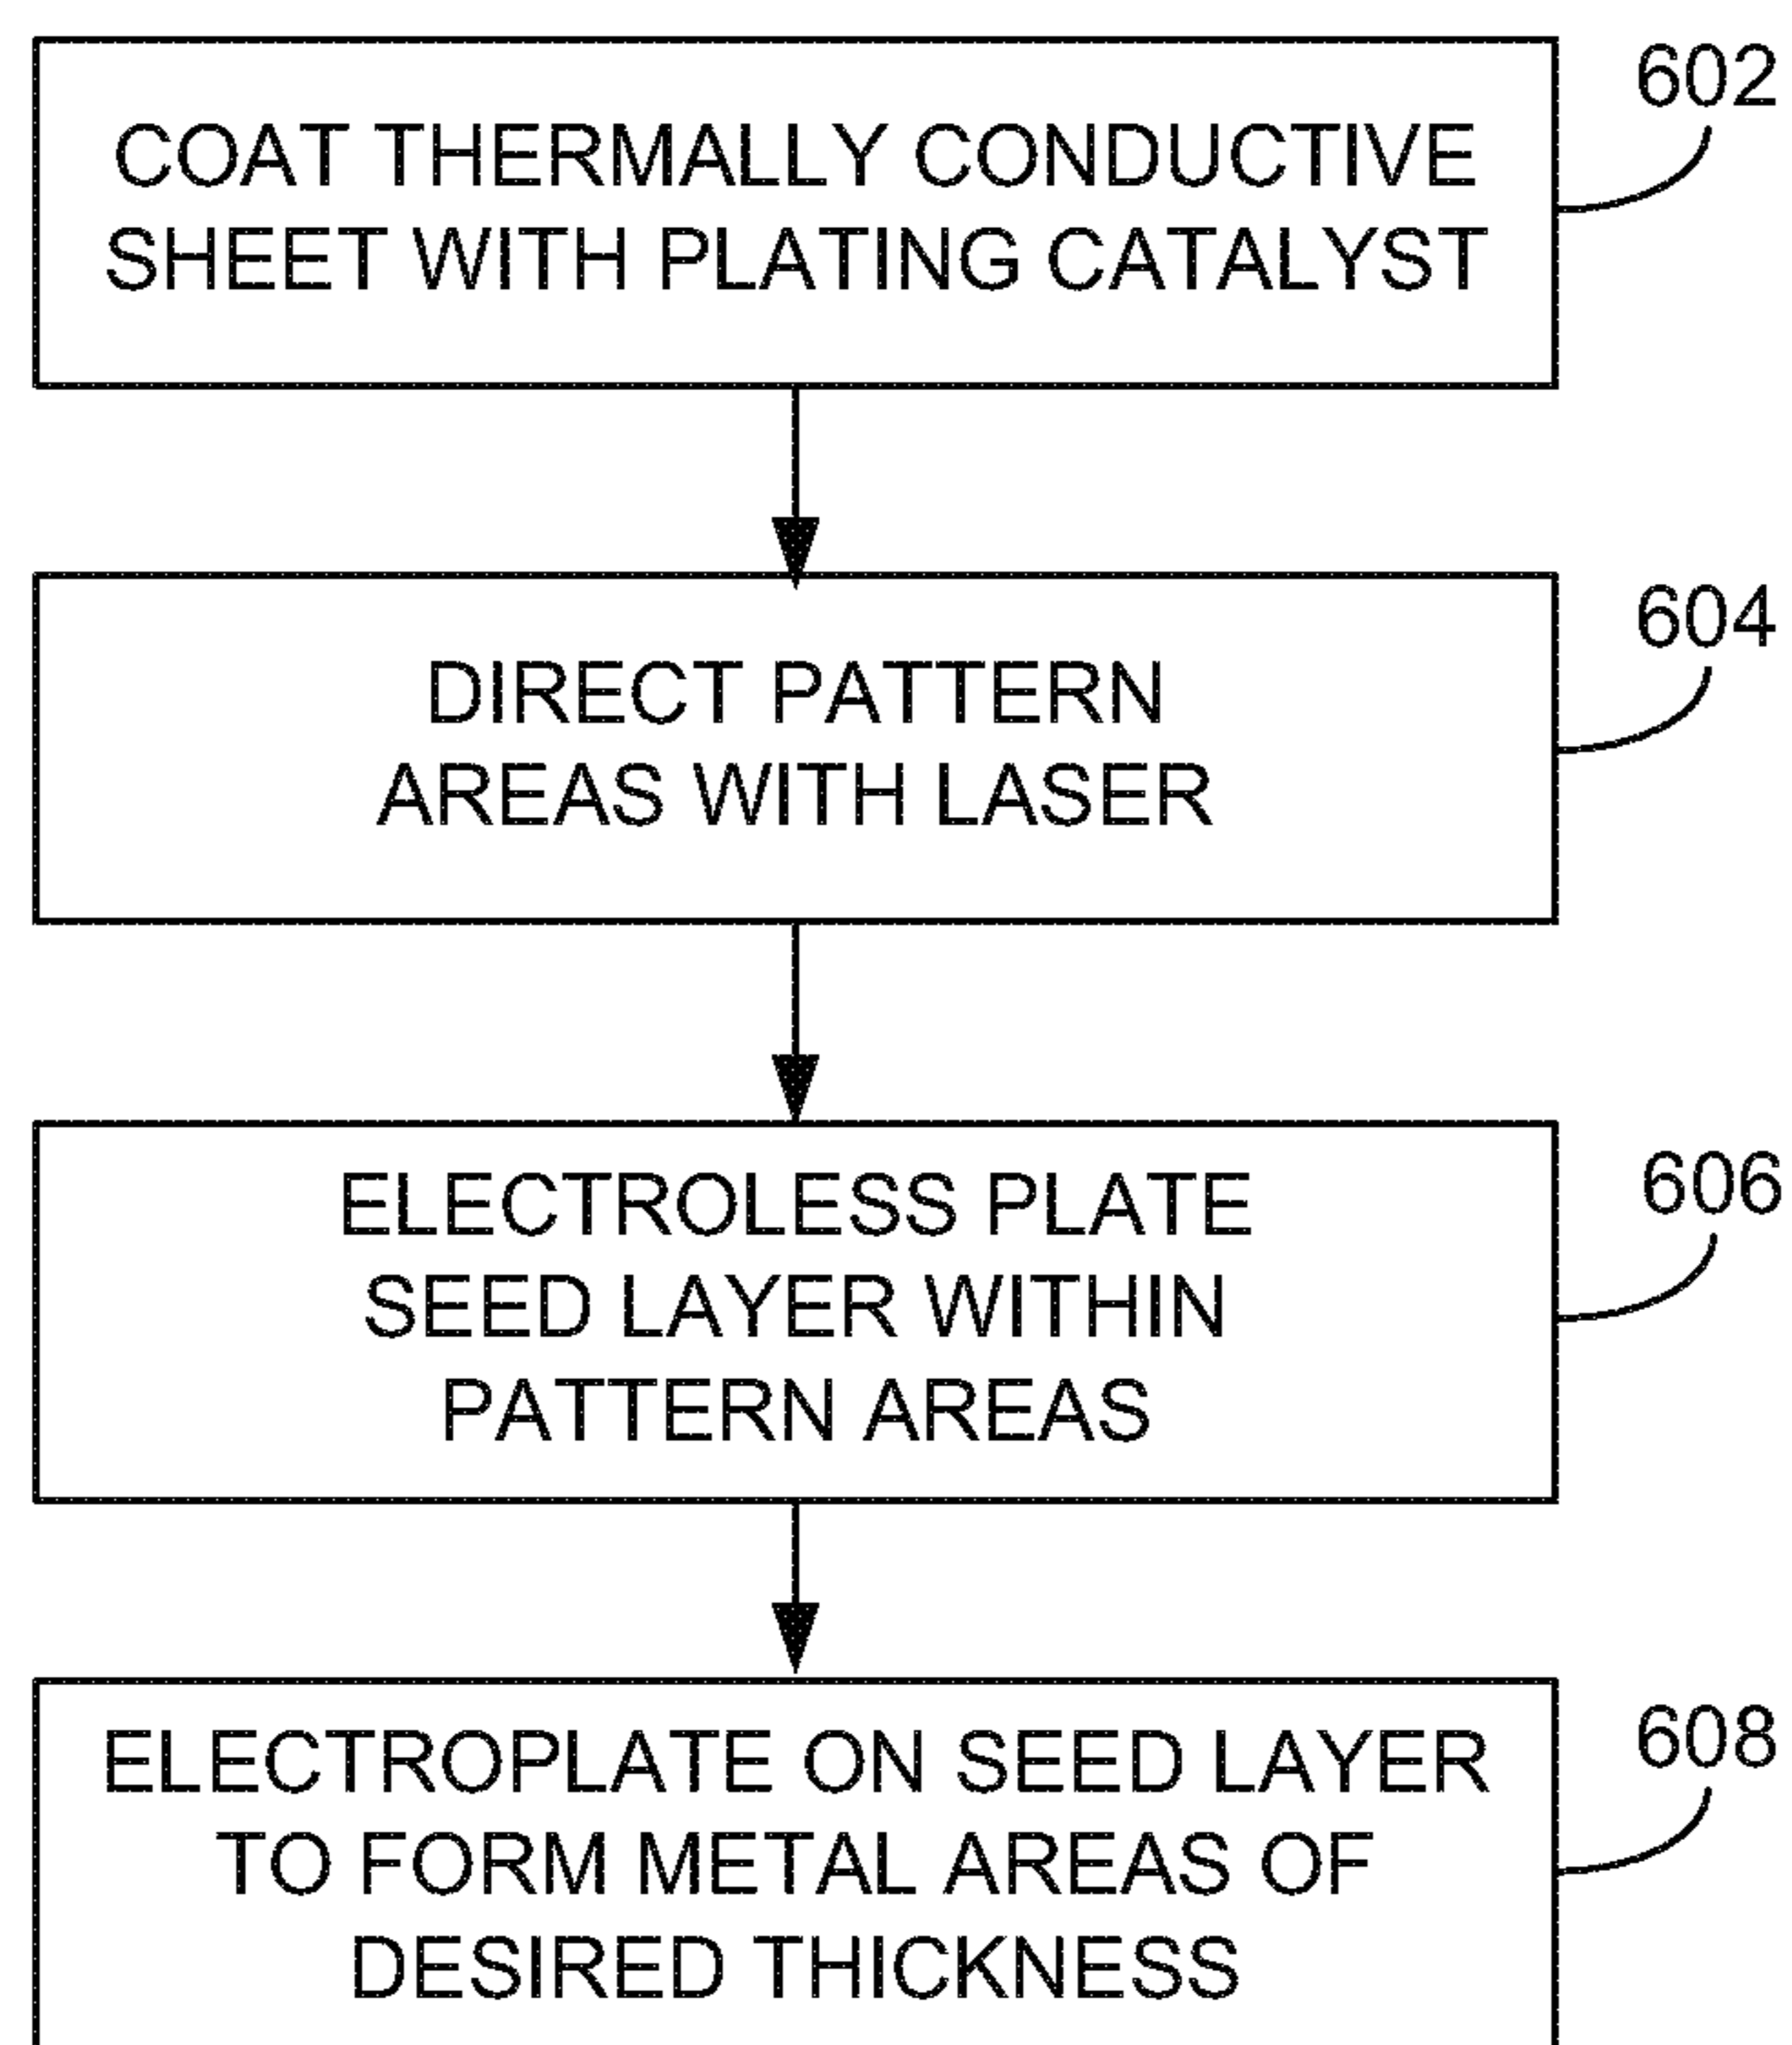 602
COAT THERMALLY CONDUCTIVE
SHEET WITH PLATING CATALYST
604
DIRECT PATTERN
AREAS WITH LASER
606
ELECTROLESS PLATE
SEED LAYER WITHIN
PATTERN AREAS
608
ELECTROPLATE ON SEED LAYER
TO FORM METAL AREAS OF
DESIRED THICKNESS